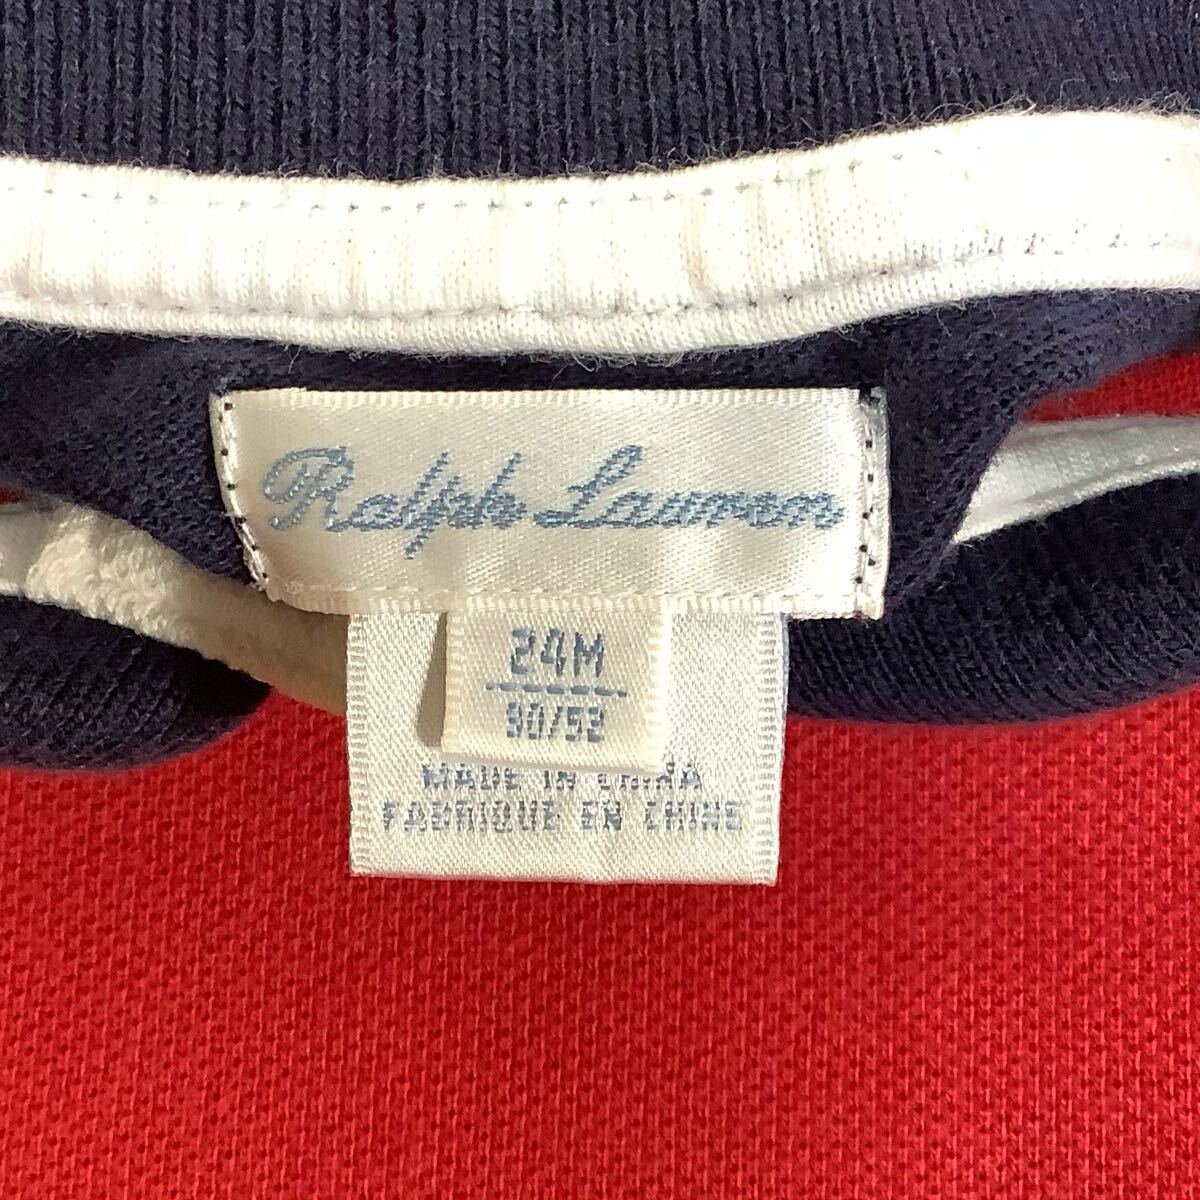 Ralph Lauren
24M
90/52
MADE IN CHINA
FABRIQUE EN CHINE